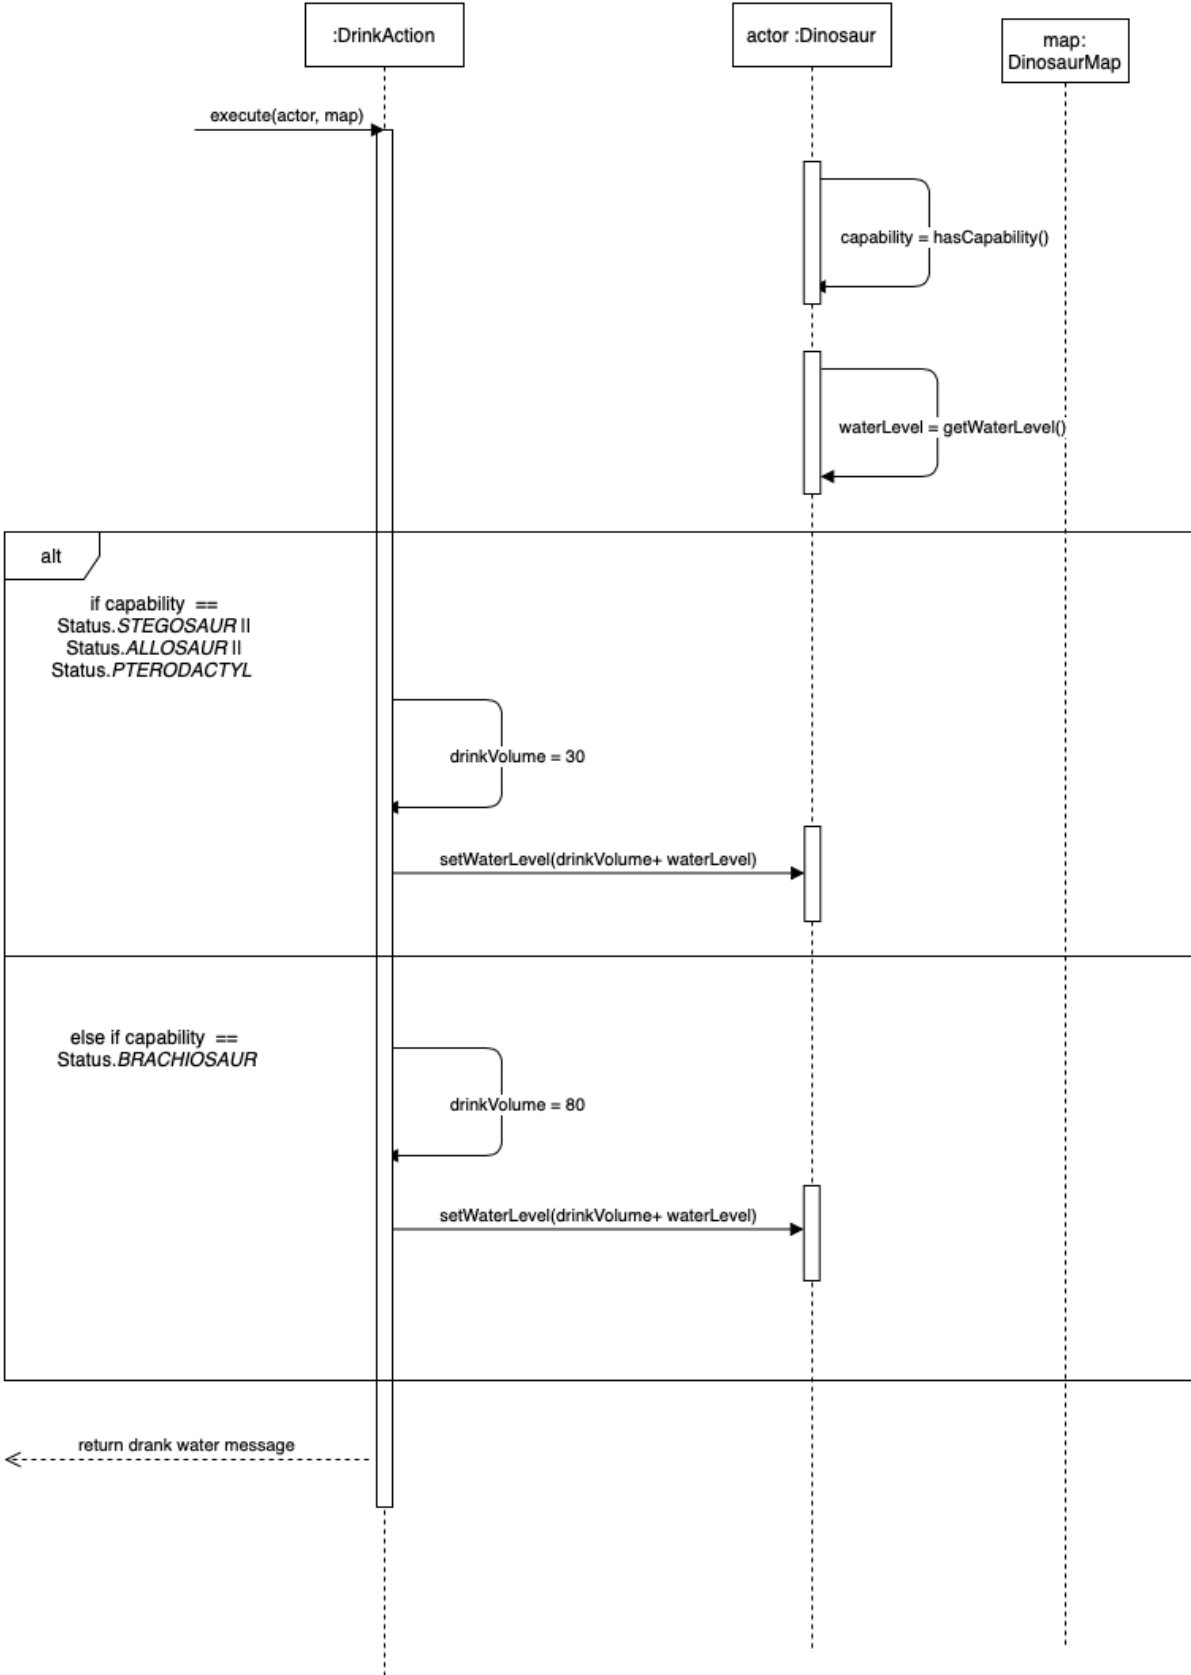 :DrinkAction
actor :Dinosaur
map:
DinosaurMap
execute(actor, map)
capability = hasCapability()
waterLevel = getWaterLevel()
alt
if capability  ==
Status.STEGOSAUR ||
Status.ALLOSAUR ||
Status.PTERODACTYL
drinkVolume = 30
setWaterLevel(drinkVolume+ waterLevel)
else if capability  ==
Status.BRACHIOSAUR
drinkVolume = 80
setWaterLevel(drinkVolume+ waterLevel)
return drank water message